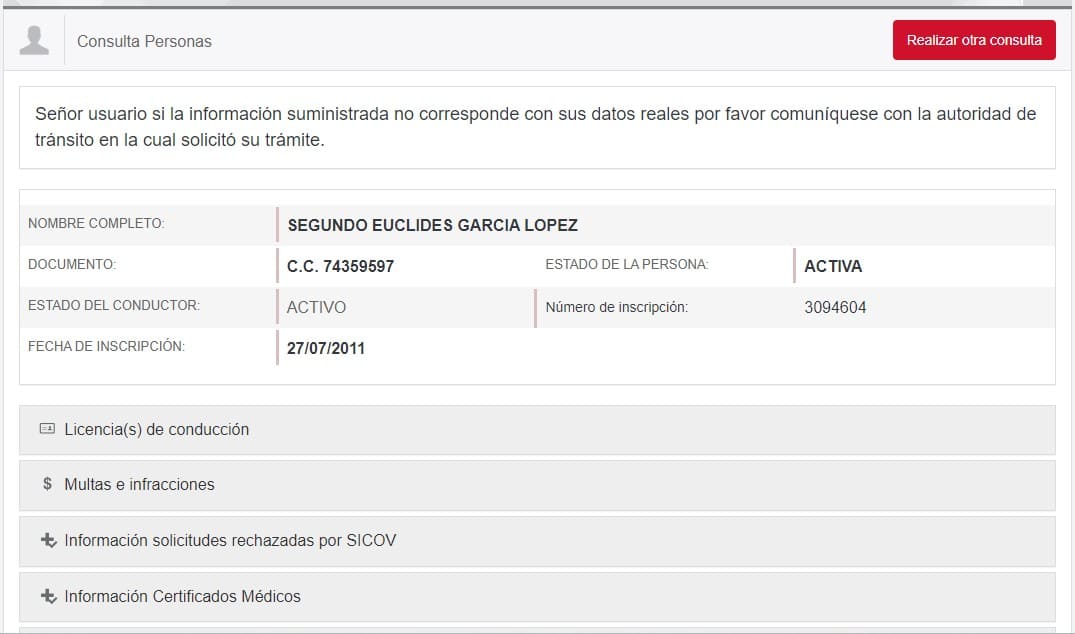 Consulta Personas
Realizar otra consulta
Señor usuario si la información suministrada no corresponde con sus datos reales por favor comuníquese con la autoridad de
tránsito en la cual solicitó su trámite.
NOMBRE COMPLETO: SEGUNDO EUCLIDES GARCIA LOPEZ
DOCUMENTO: C.C. 74359597 ESTADO DE LA PERSONA: ACTIVA
ESTADO DEL CONDUCTOR: ACTIVO Número de inscripción: 3094604
FECHA DE INSCRIPCIÓN: 27/07/2011
Licencia(s) de conducción
$ Multas e infracciones
Información solicitudes rechazadas por SICOV
Información Certificados Médicos